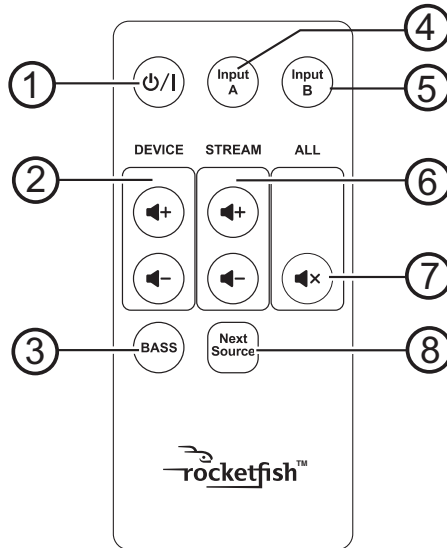 4
1
⏻/I
Input
A
Input
B
5
DEVICE
STREAM
ALL
2
+
+
6
-
-
×
7
3
BASS
Next
Source
8
rocketfish™